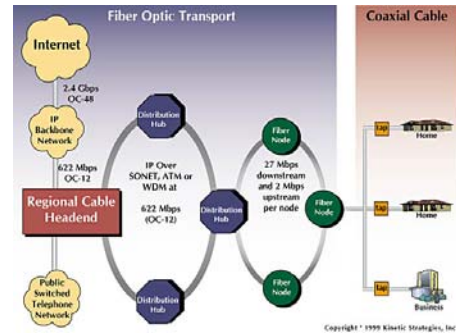 Fiber Optic Transport
Coaxial Cable
Internet
2.4 Gbps
OC-48
IP
Backbone
Network
622 Mbps
OC-12
Regional Cable
Headend
Public
Switched
Telephone
Network
Distribution
Hub
IP Over
SONET, ATM or
WDM at
622 Mbps
(OC-12)
Distribution
Hub
Distribution
Hub
Fiber
Node
27 Mbps
downstream
and 2 Mbps
upstream
per node
Fiber
Node
Fiber
Node
tap
Home
tap
Home
tap
Business
Copyright © 1999 Kinetic Strategies, Inc